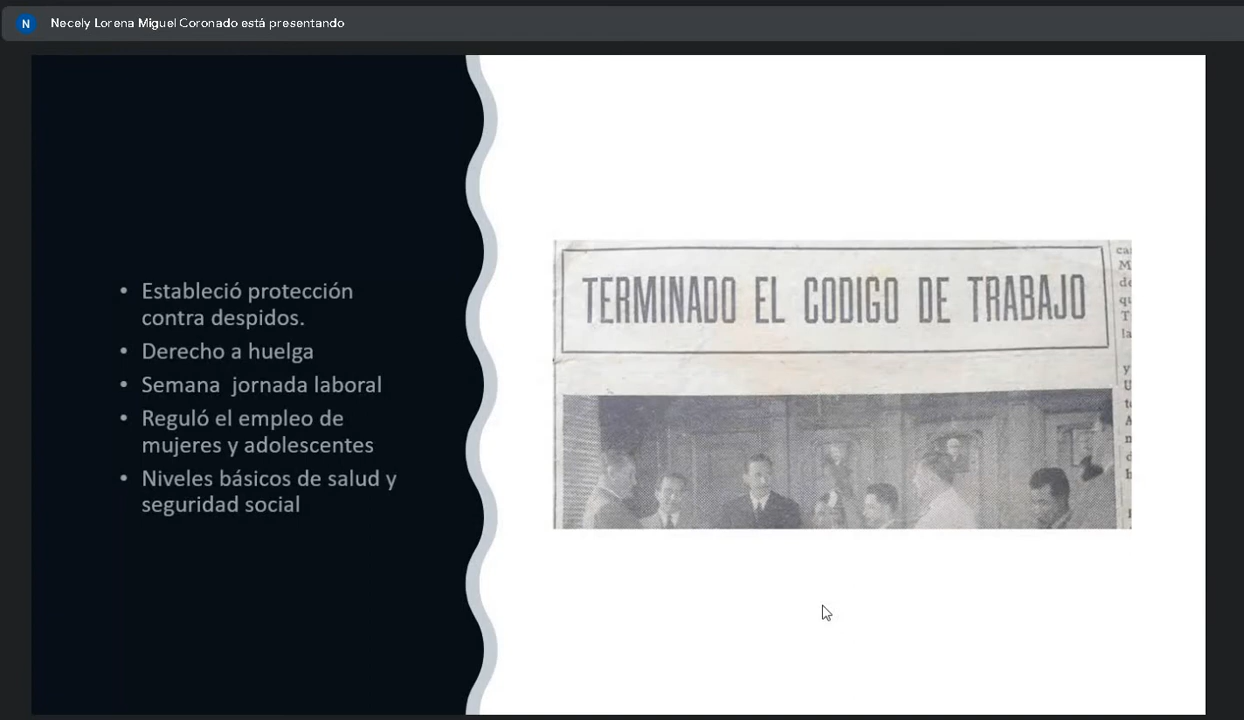 N Necely Lorena Miguel Coronado está presentando
• Estableció protección
contra despidos.
• Derecho a huelga
• Semana  jornada laboral
• Reguló el empleo de
mujeres y adolescentes
• Niveles básicos de salud y
seguridad social
TERMINADO EL CODIGO DE TRABAJO